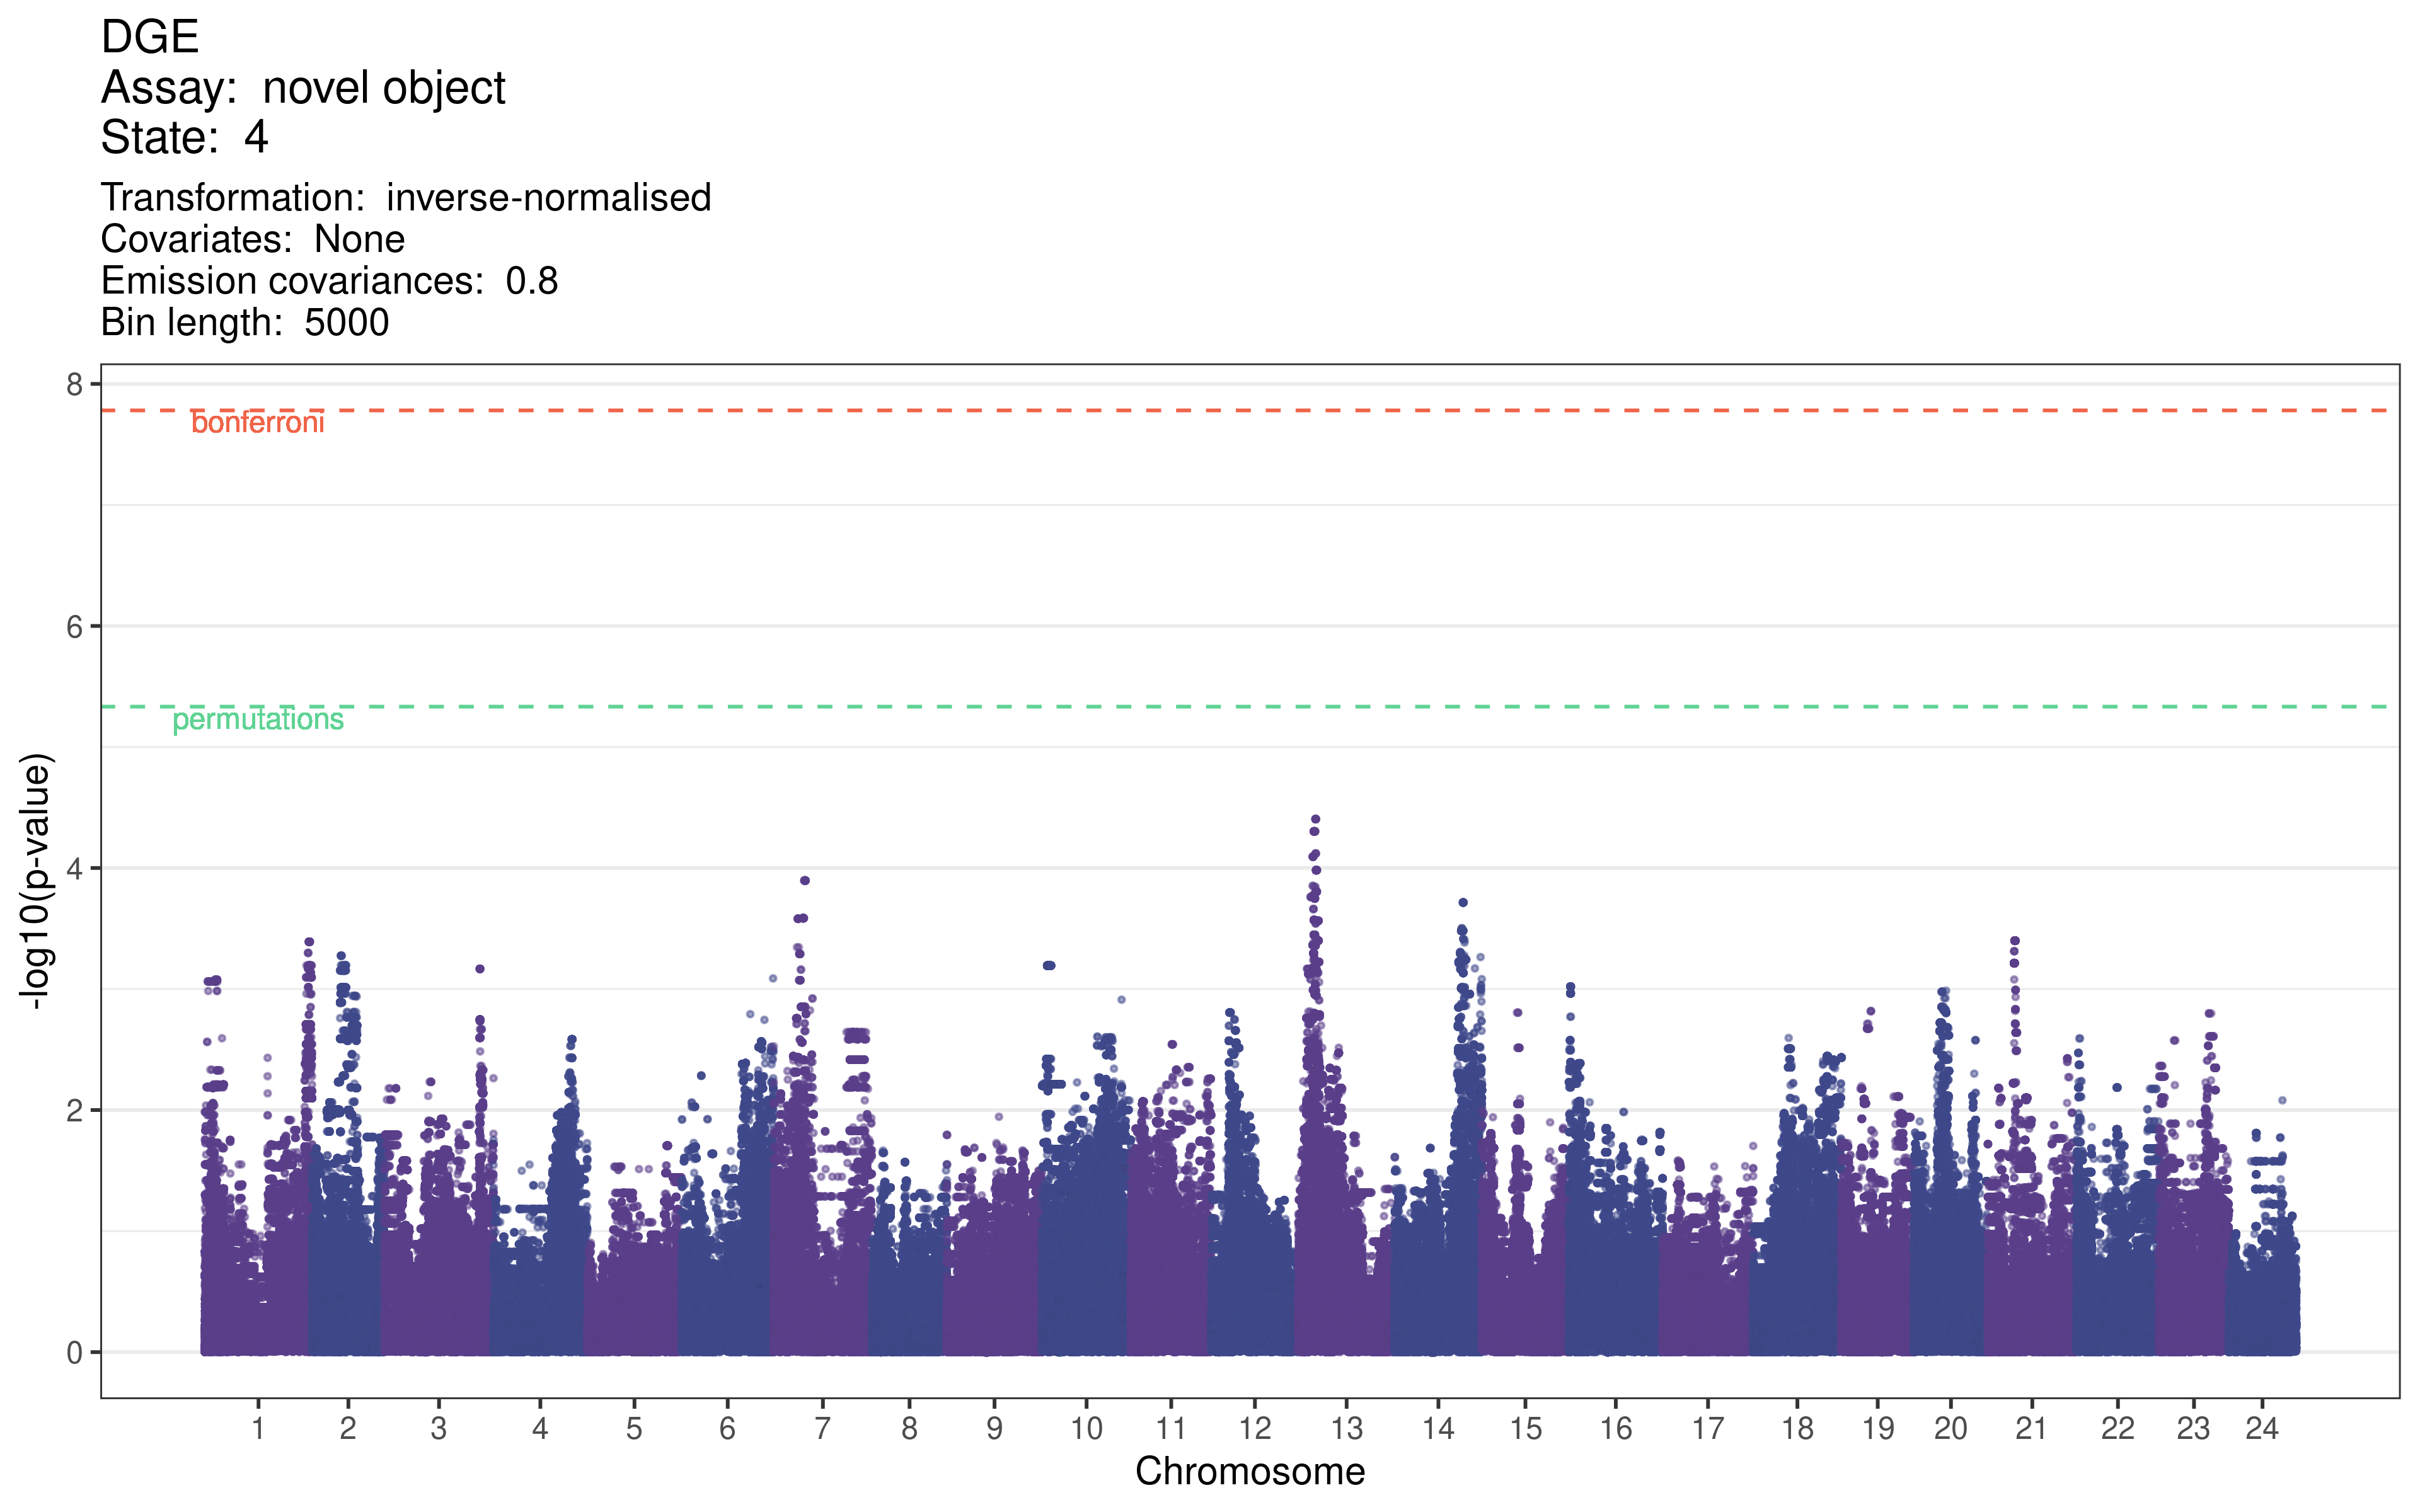 DGE
Assay:  novel object
State:  4
Transformation:  inverse-normalised
Covariates:  None
Emission covariances:  0.8
Bin length:  5000
8
bonferroni
6
permutations
4
2
0
-log10(p-value)
1 2 3 4 5 6 7 8 9 10 11 12 13 14 15 16 17 18 19 20 21 22 23 24
Chromosome